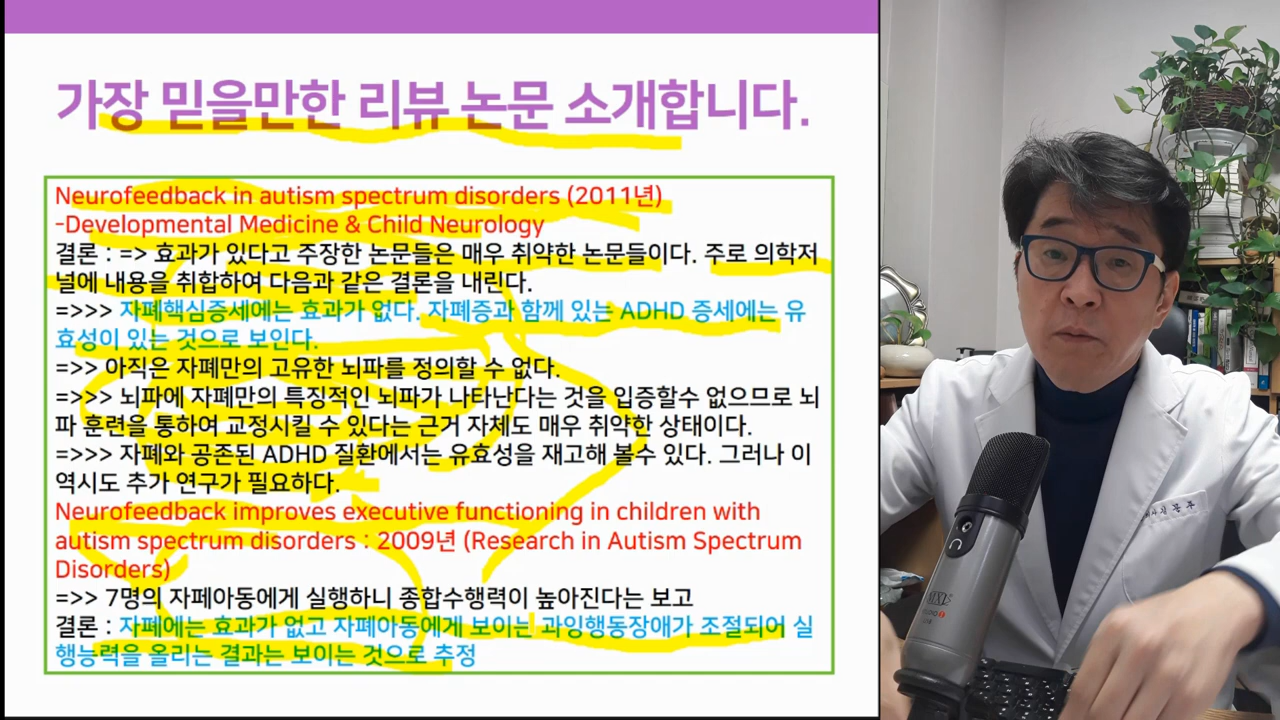 가장 믿을만한 리뷰 논문 소개합니다.
Neurofeedback in autism spectrum disorders (2011년)
-Developmental Medicine & Child Neurology
결론 : => 효과가 있다고 주장한 논문들은 매우 취약한 논문들이다. 주로 의학저
널에 내용을 취합하여 다음과 같은 결론을 내린다.
=>>> 자폐핵심증세에는 효과가 없다. 자폐증과 함께 있는 ADHD 증세에는 유
효성이 있는 것으로 보인다.
=>> 아직은 자폐만의 고유한 뇌파를 정의할 수 없다.
=>>> 뇌파에 자폐만의 특징적인 뇌파가 나타난다는 것을 입증할수 없으므로 뇌
파 훈련을 통하여 교정시킬 수 있다는 근거 자체도 매우 취약한 상태이다.
=>>> 자폐와 공존된 ADHD 질환에서는 유효성을 재고해 볼수 있다. 그러나 이
역시도 추가 연구가 필요하다.
Neurofeedback improves executive functioning in children with
autism spectrum disorders : 2009년 (Research in Autism Spectrum
Disorders)
=>> 7명의 자페아동에게 실행하니 종합수행력이 높아진다는 보고
결론 : 자페에는 효과가 없고 자폐아동에게 보이는 과잉행동장애가 조절되어 실
행능력을 올리는 결과는 보이는 것으로 추정